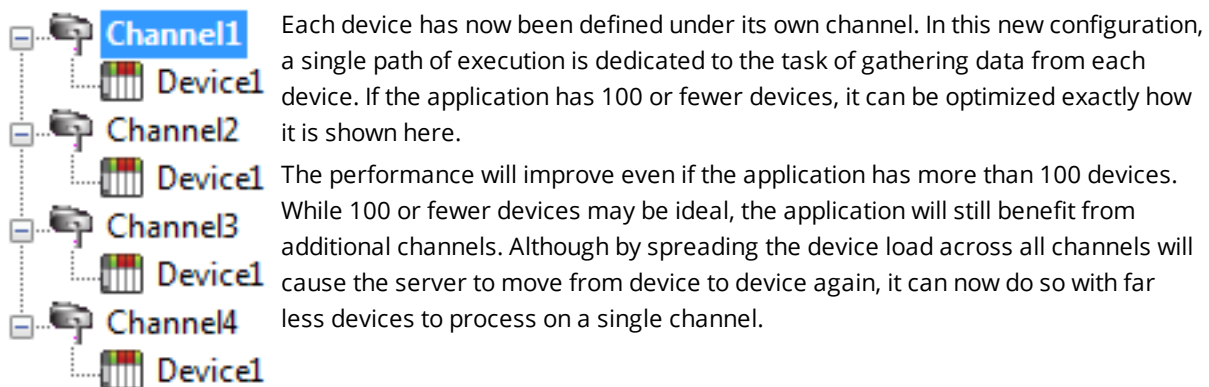 Channel1
Device1
Channel2
Device1
Channel3
Device1
Channel4
Device1
Each device has now been defined under its own channel. In this new configuration,
a single path of execution is dedicated to the task of gathering data from each
device. If the application has 100 or fewer devices, it can be optimized exactly how
it is shown here.
The performance will improve even if the application has more than 100 devices.
While 100 or fewer devices may be ideal, the application will still benefit from
additional channels. Although by spreading the device load across all channels will
cause the server to move from device to device again, it can now do so with far
less devices to process on a single channel.